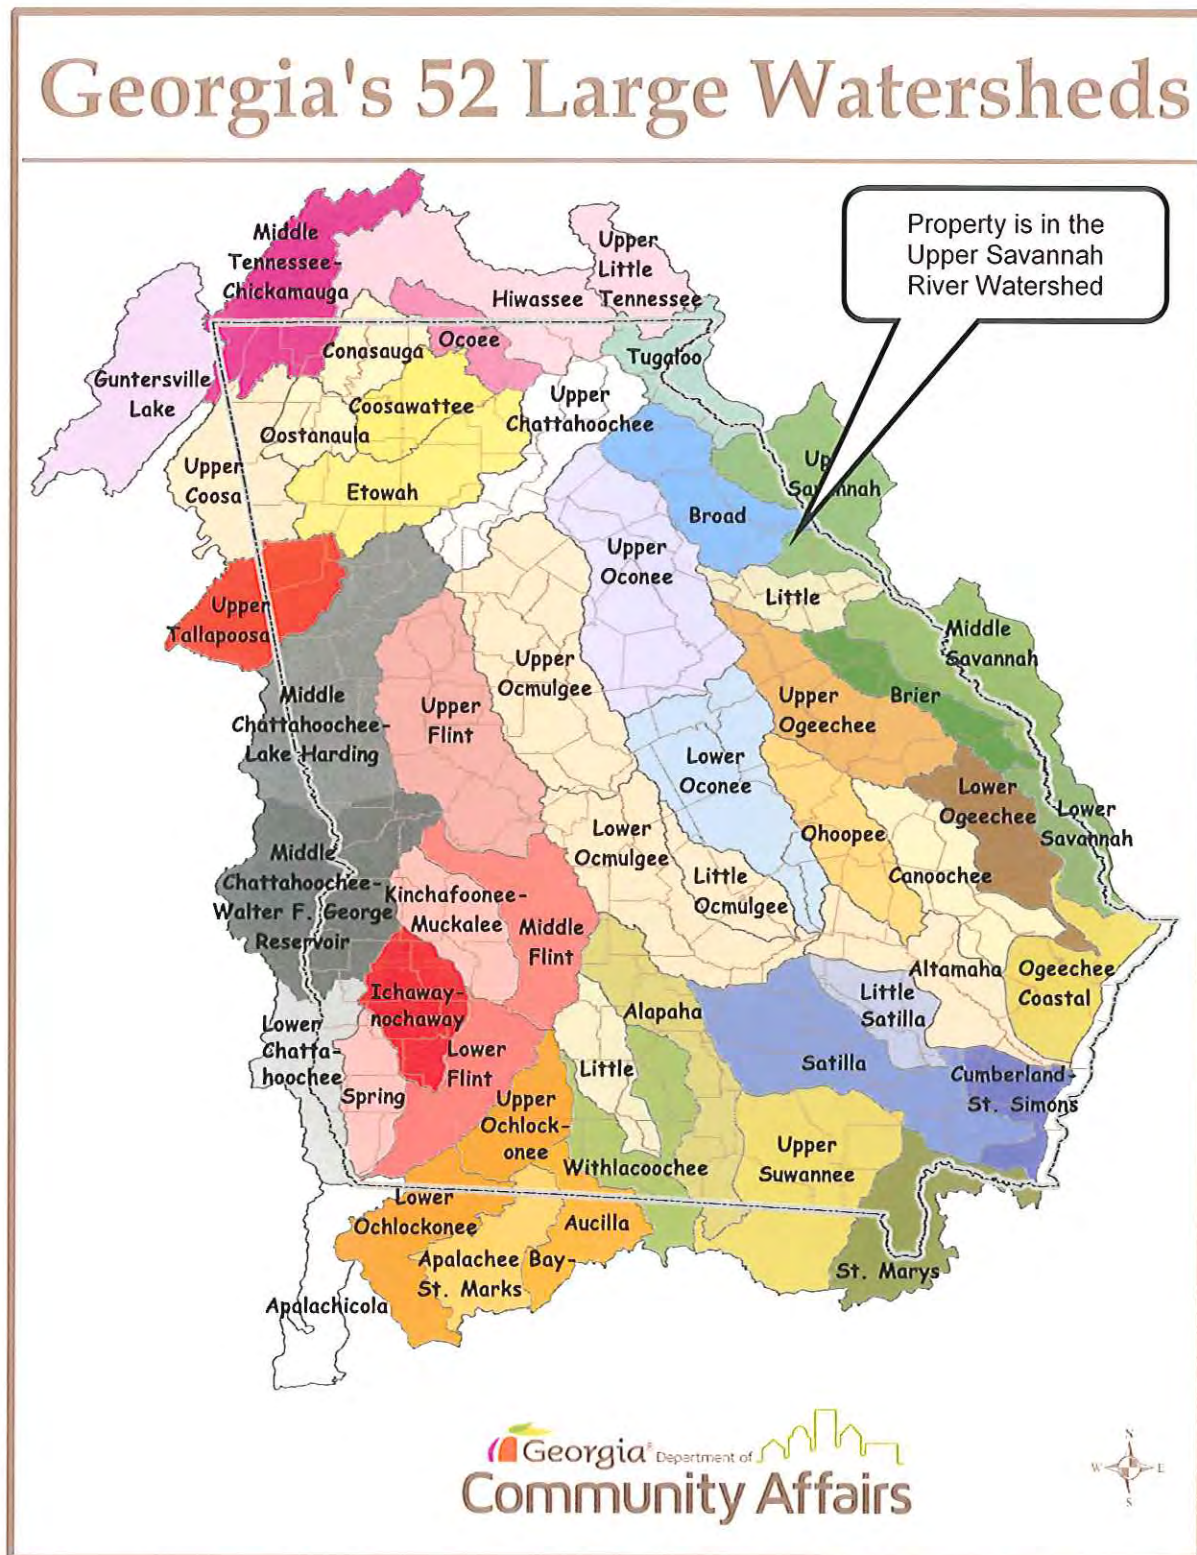 Georgia's 52 Large Watersheds
Property is in the
Upper Savannah
River Watershed
Middle
Tennessee-
Chickamauga
Upper
Little
Tennessee
Hiwassee
Ocoee
Conasauga
Tugaloo
Guntersville
Lake
Coosawattee
Upper
Chattahoochee
Oostanaula
Upper
Coosa
Etowah
Up
Sa nnah
Broad
Upper
Oconee
Little
Upper
Tallapoosa
Middle
Savannah
Upper
Ocmulgee
Middle
Chattahoochee-
Lake Harding
Upper
Flint
Upper
Ogeechee
Brier
Lower
Oconee
Lower
Ogeechee
Lower
Savannah
Lower
Ocmulgee
Ohoopee
Middle
Chattahoochee-
Walter F. George
Reservoir
Kinchafoonee-
Muckalee
Little
Ocmulgee
Canoochee
Middle
Flint
Altamaha
Ogeechee
Coastal
Ichaway-
nochaway
Little
Satilla
Alapaha
Lower
Chatta-
hoochee
Lower
Flint
Little
Satilla
Cumberland-
St. Simons
Spring
Upper
Ochlock-
onee
Withlacoochee
Upper
Suwannee
Lower
Ochlockonee
Aucilla
Apalachee Bay-
St. Marks
St. Marys
Apalachicola
Georgia® Department of
Community Affairs
N
W E
S